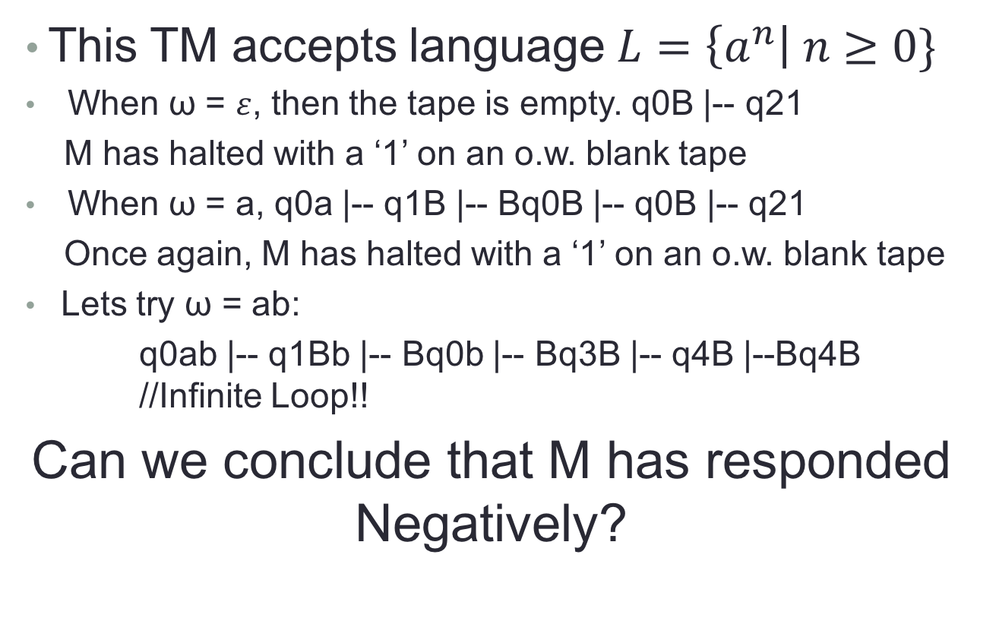 • This TM accepts language L = {aⁿ| n ≥ 0}
• When ω = ε, then the tape is empty. q0B |-- q21
M has halted with a ‘1’ on an o.w. blank tape
• When ω = a, q0a |-- q1B |-- Bq0B |-- q0B |-- q21
Once again, M has halted with a ‘1’ on an o.w. blank tape
• Lets try ω = ab:
q0ab |-- q1Bb |-- Bq0b |-- Bq3B |-- q4B |--Bq4B
//Infinite Loop!!
Can we conclude that M has responded
Negatively?